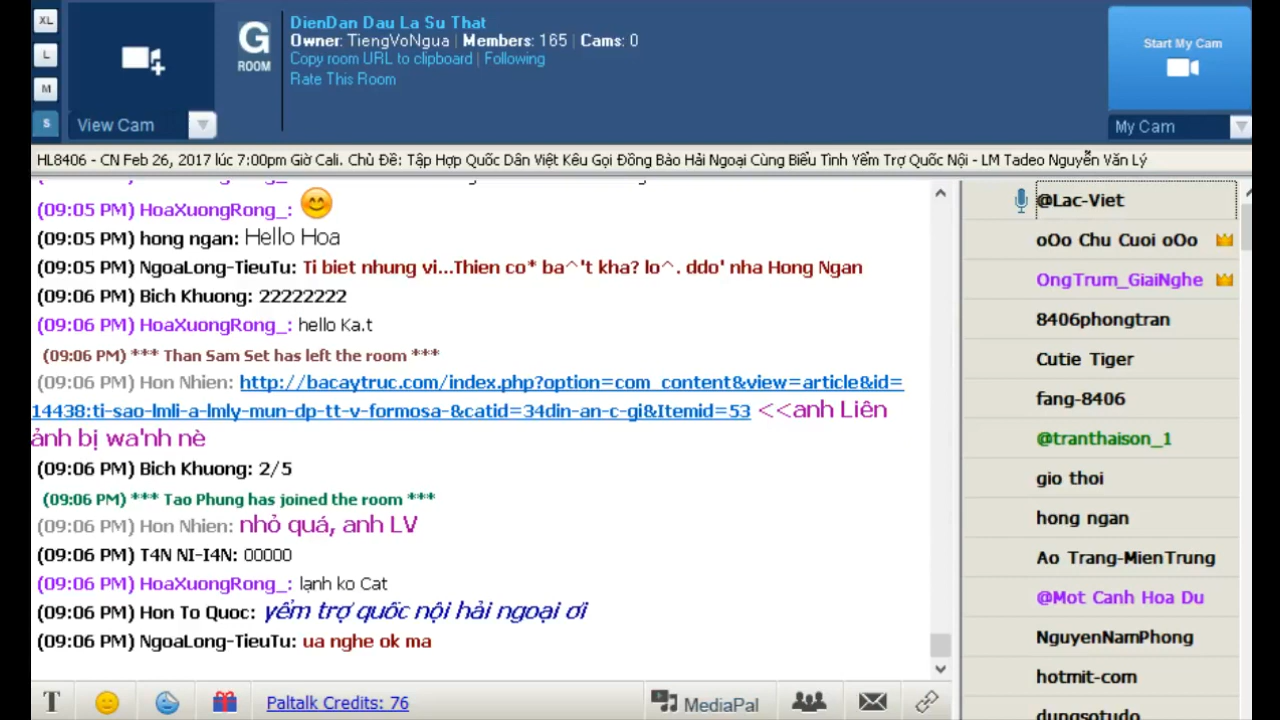 XL
L
M
S
View Cam
G
ROOM
DienDan Dau La Su That
Owner: TiengVoNgua | Members: 165 | Cams: 0
Copy room URL to clipboard | Following
Rate This Room
Start My Cam
My Cam
HL8406 - CN Feb 26, 2017 lúc 7:00pm Giờ Cali. Chủ Đề: Tập Hợp Quốc Dân Việt Kêu Gọi Đồng Bào Hải Ngoại Cùng Biểu Tình Yểm Trợ Quốc Nội - LM Tadeo Nguyễn Văn Lý
(09:05 PM) HoaXuongRong_:
(09:05 PM) hong ngan: Hello Hoa
(09:05 PM) NgoaLong-TieuTu: Ti biet nhung vi...Thien co* ba^'t kha? lo^. ddo' nha Hong Ngan
(09:06 PM) Bich Khuong: 22222222
(09:06 PM) HoaXuongRong_: hello Ka.t
(09:06 PM) *** Than Sam Set has left the room ***
(09:06 PM) Hon Nhien: http://bacaytruc.com/index.php?option=com_content&view=article&id=
14438:ti-sao-lmli-a-lmly-mun-dp-tt-v-formosa-&catid=34din-an-c-gi&Itemid=53 <<anh Liên
ảnh bị wa'nh nè
(09:06 PM) Bich Khuong: 2/5
(09:06 PM) *** Tao Phung has joined the room ***
(09:06 PM) Hon Nhien: nhỏ quá, anh LV
(09:06 PM) T4N NI-I4N: 00000
(09:06 PM) HoaXuongRong_: lạnh ko Cat
(09:06 PM) Hon To Quoc: yểm trợ quốc nội hải ngoại ơi
(09:06 PM) NgoaLong-TieuTu: ua nghe ok ma
@Lac-Viet
oOo Chu Cuoi oOo
OngTrum_GiaiNghe
8406phongtran
Cutie Tiger
fang-8406
@tranthaison_1
gio thoi
hong ngan
Ao Trang-MienTrung
@Mot Canh Hoa Du
NguyenNamPhong
hotmit-com
dungsotudo
T
Paltalk Credits: 76
MediaPal